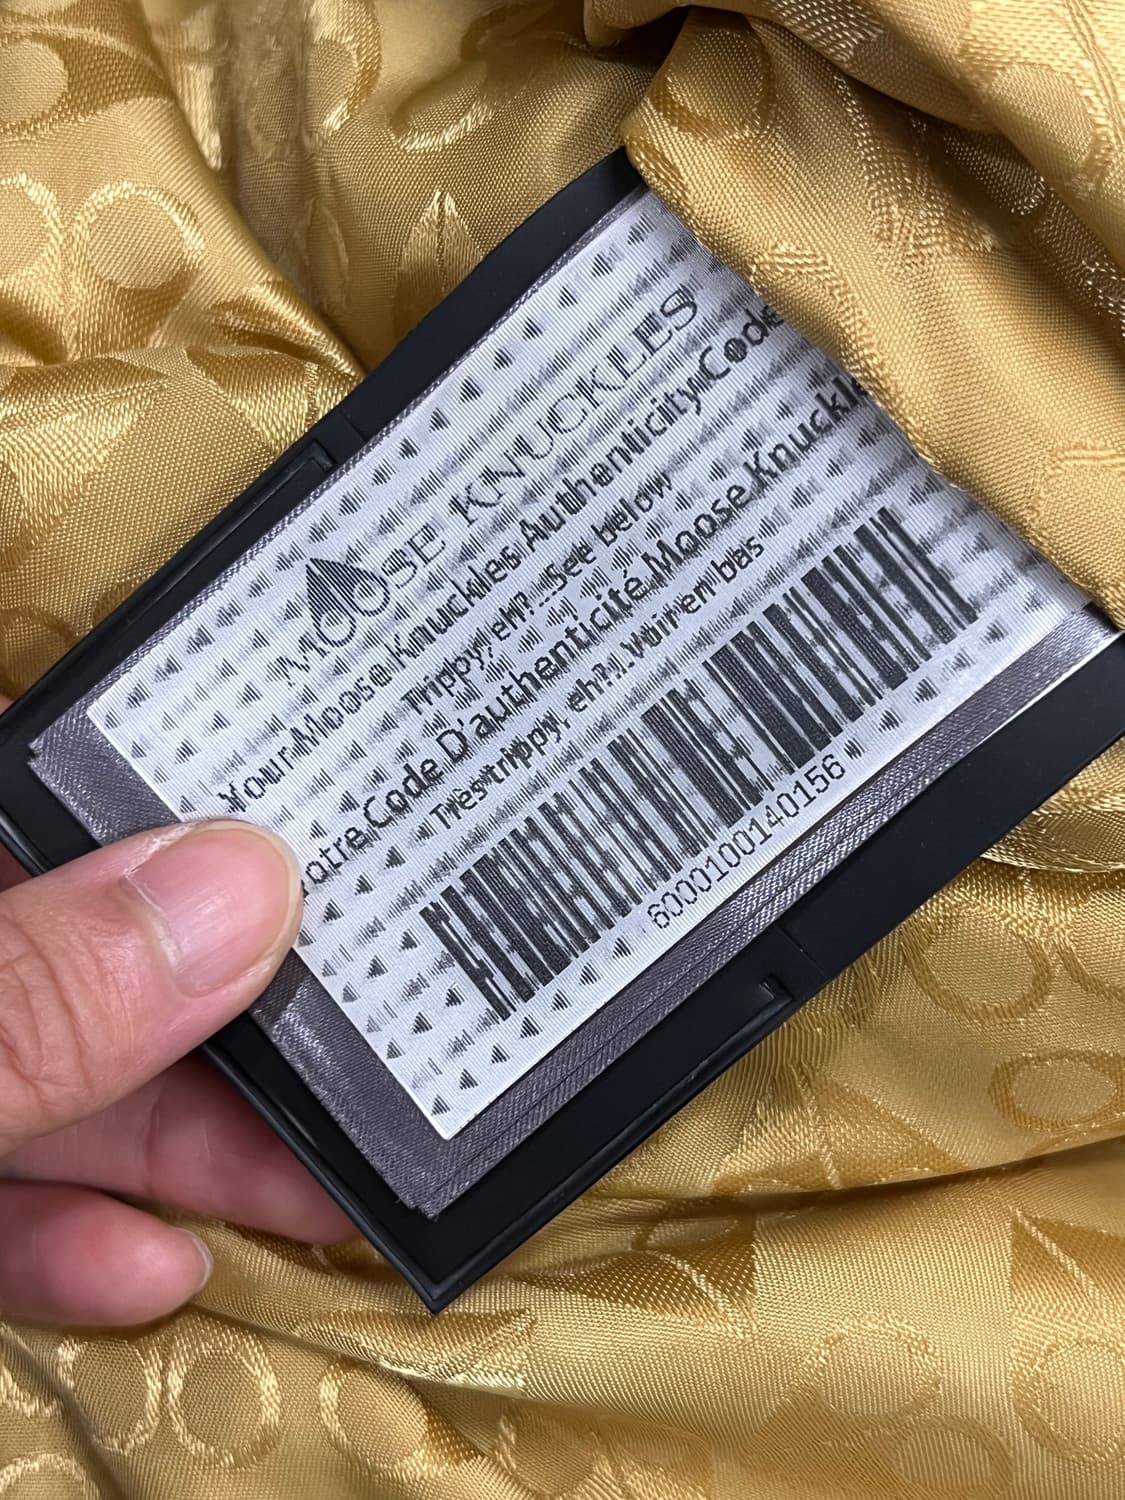 MOOSE KNUCKLES
Your Moose Knuckles Authenticity Code
Trippy, eh?...See below
Votre Code D'authenticité Moose Knuckle
Très trippy, eh?...Voir en bas
6000100140156